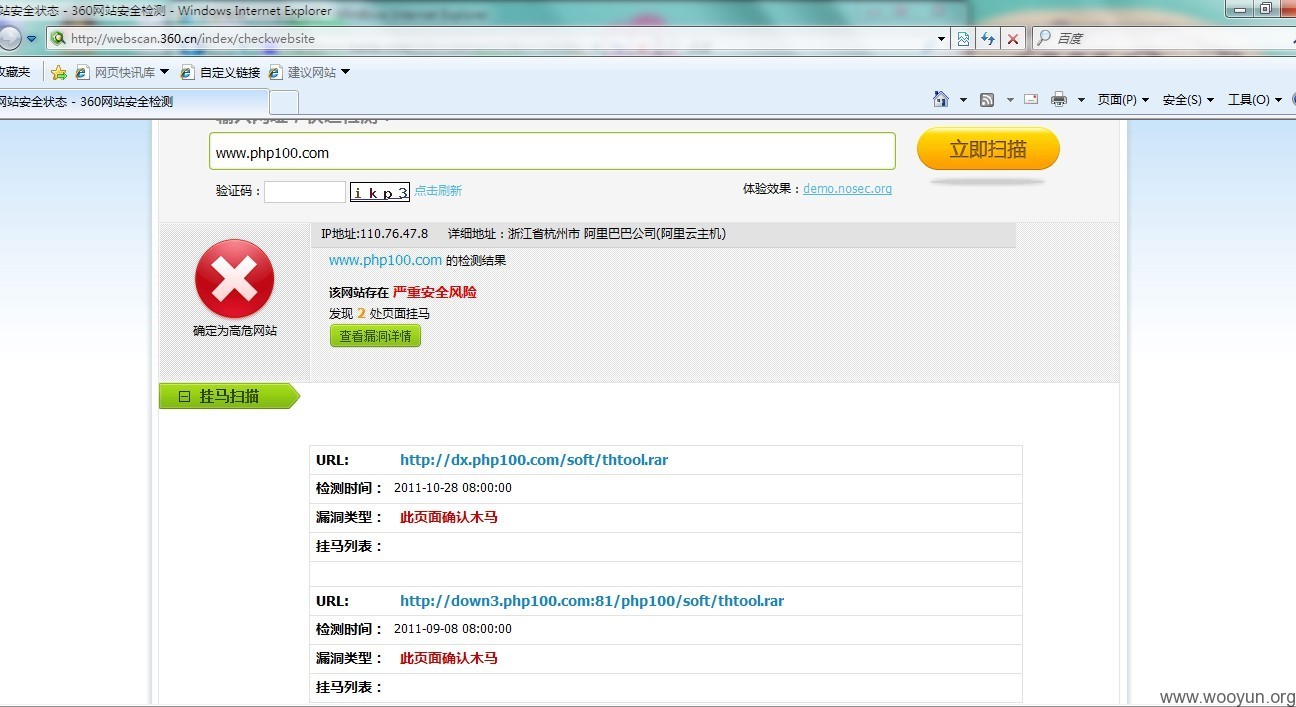 站安全状态 - 360网站安全检测 - Windows Internet Explorer
http://webscan.360.cn/index/checkwebsite
百度
收藏夹 网页快讯库 自定义链接 建议网站
网站安全状态 - 360网站安全检测
页面(P) 安全(S) 工具(O)
www.php100.com 立即扫描
验证码： ikp3 点击刷新 体验效果：demo.nosec.org
IP地址:110.76.47.8 详细地址：浙江省杭州市 阿里巴巴公司(阿里云主机)
www.php100.com 的检测结果
该网站存在 严重安全风险
发现 2 处页面挂马
确定为高危网站
查看漏洞详情
挂马扫描
URL: http://dx.php100.com/soft/thtool.rar
检测时间： 2011-10-28 08:00:00
漏洞类型： 此页面确认木马
挂马列表：
URL: http://down3.php100.com:81/php100/soft/thtool.rar
检测时间： 2011-09-08 08:00:00
漏洞类型： 此页面确认木马
挂马列表：
www.wooyun.org